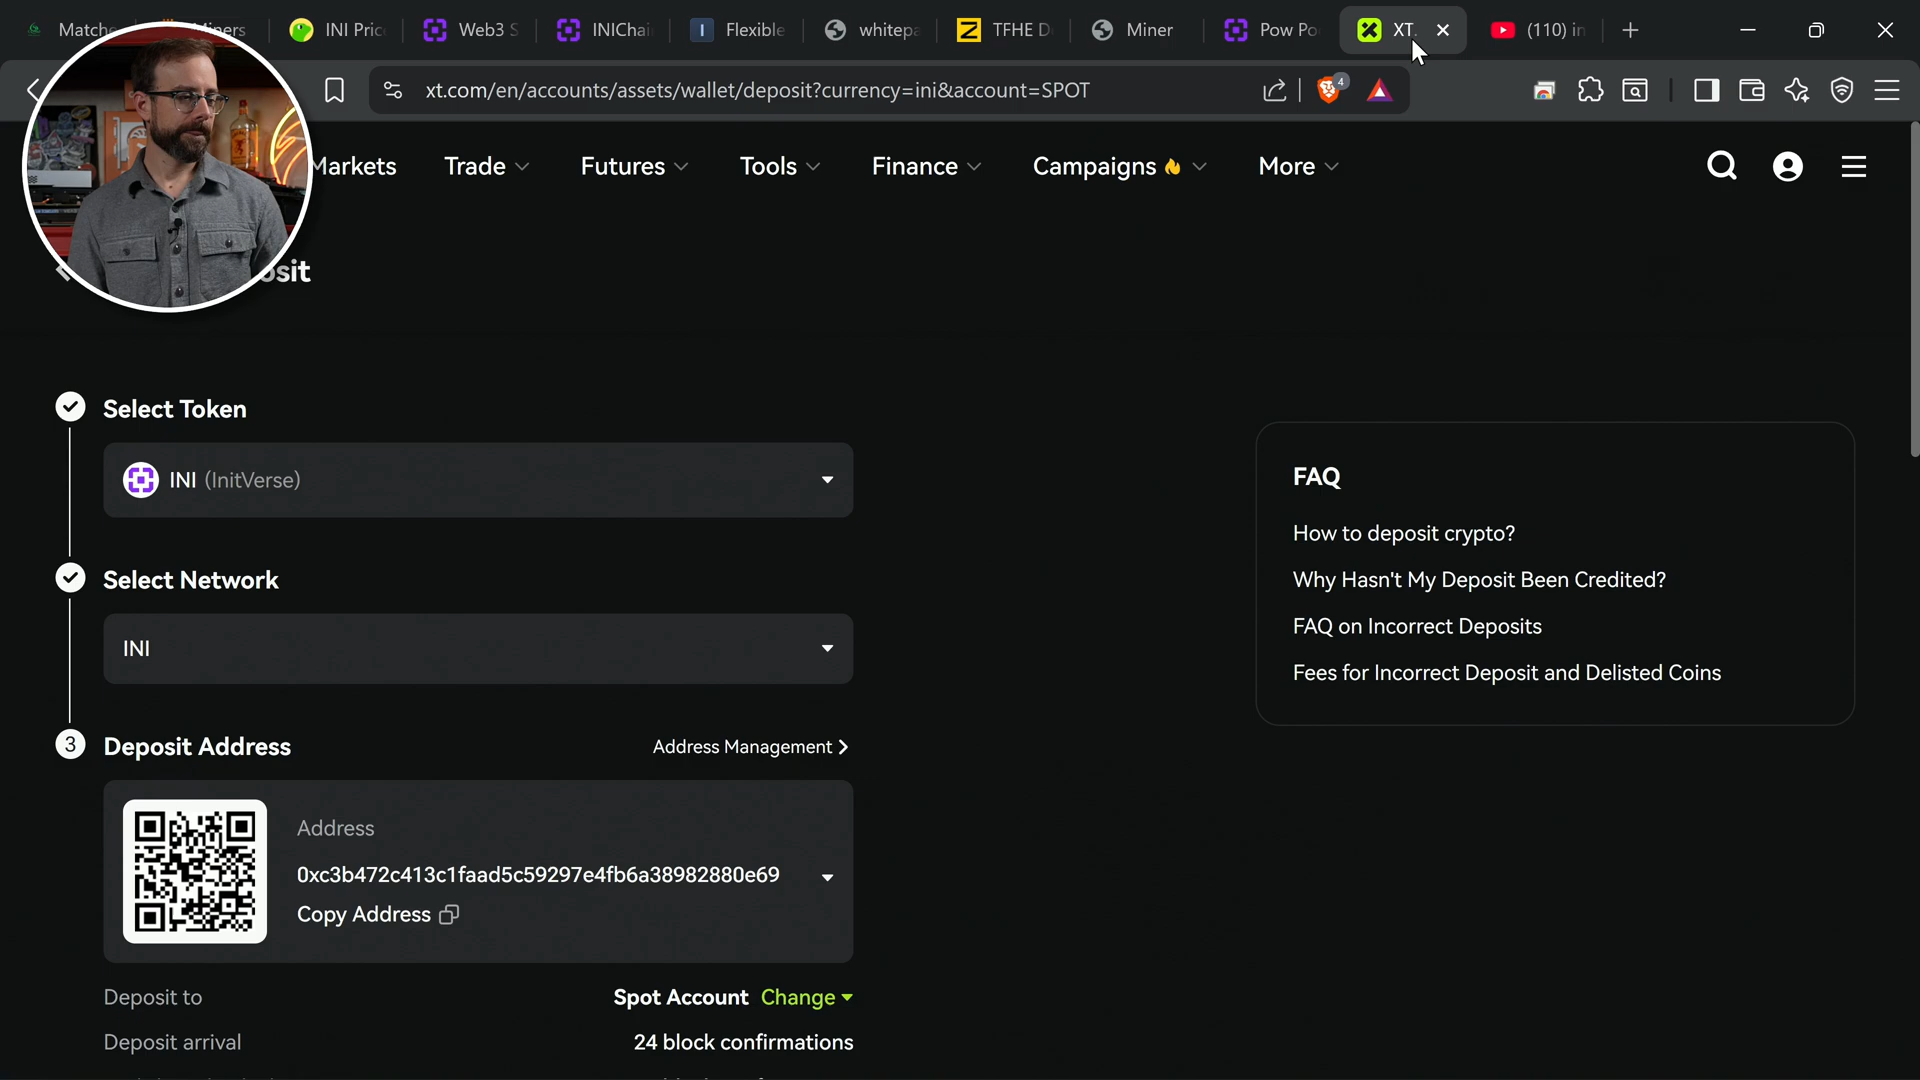 Matche
Miners
INI Pric
Web3 S
INIChai
Flexible
whitepa
TFHE D
Miner
Pow Po
XT.
(110) in
xt.com/en/accounts/assets/wallet/deposit?currency=ini&account=SPOT
4
Markets
Trade
Futures
Tools
Finance
Campaigns
More
osit
Select Token
INI (InitVerse)
Select Network
INI
3
Deposit Address
Address Management
Address
0xc3b472c413c1faad5c59297e4fb6a38982880e69
Copy Address
Deposit to
Spot Account Change
Deposit arrival
24 block confirmations
FAQ
How to deposit crypto?
Why Hasn't My Deposit Been Credited?
FAQ on Incorrect Deposits
Fees for Incorrect Deposit and Delisted Coins